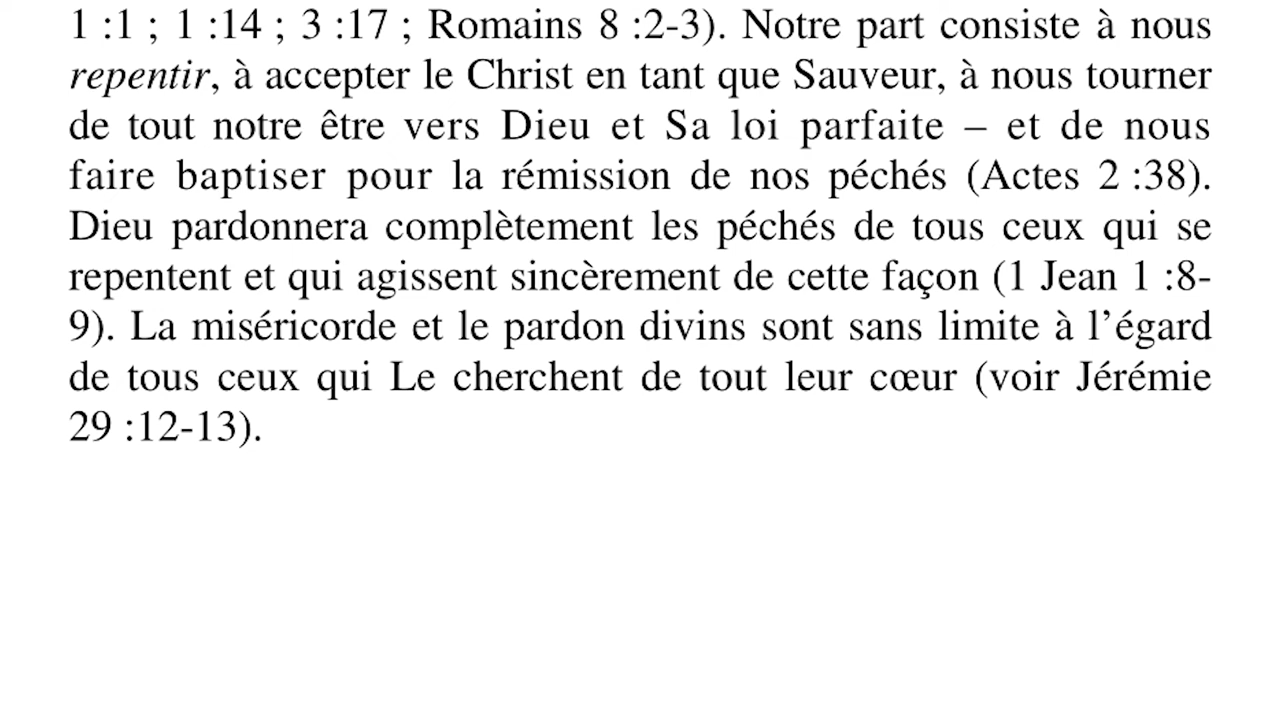 1 :1 ; 1 :14 ; 3 :17 ; Romains 8 :2-3). Notre part consiste à nous
repentir, à accepter le Christ en tant que Sauveur, à nous tourner
de tout notre être vers Dieu et Sa loi parfaite – et de nous
faire baptiser pour la rémission de nos péchés (Actes 2 :38).
Dieu pardonnera complètement les péchés de tous ceux qui se
repentent et qui agissent sincèrement de cette façon (1 Jean 1 :8-
9). La miséricorde et le pardon divins sont sans limite à l’égard
de tous ceux qui Le cherchent de tout leur cœur (voir Jérémie
29 :12-13).